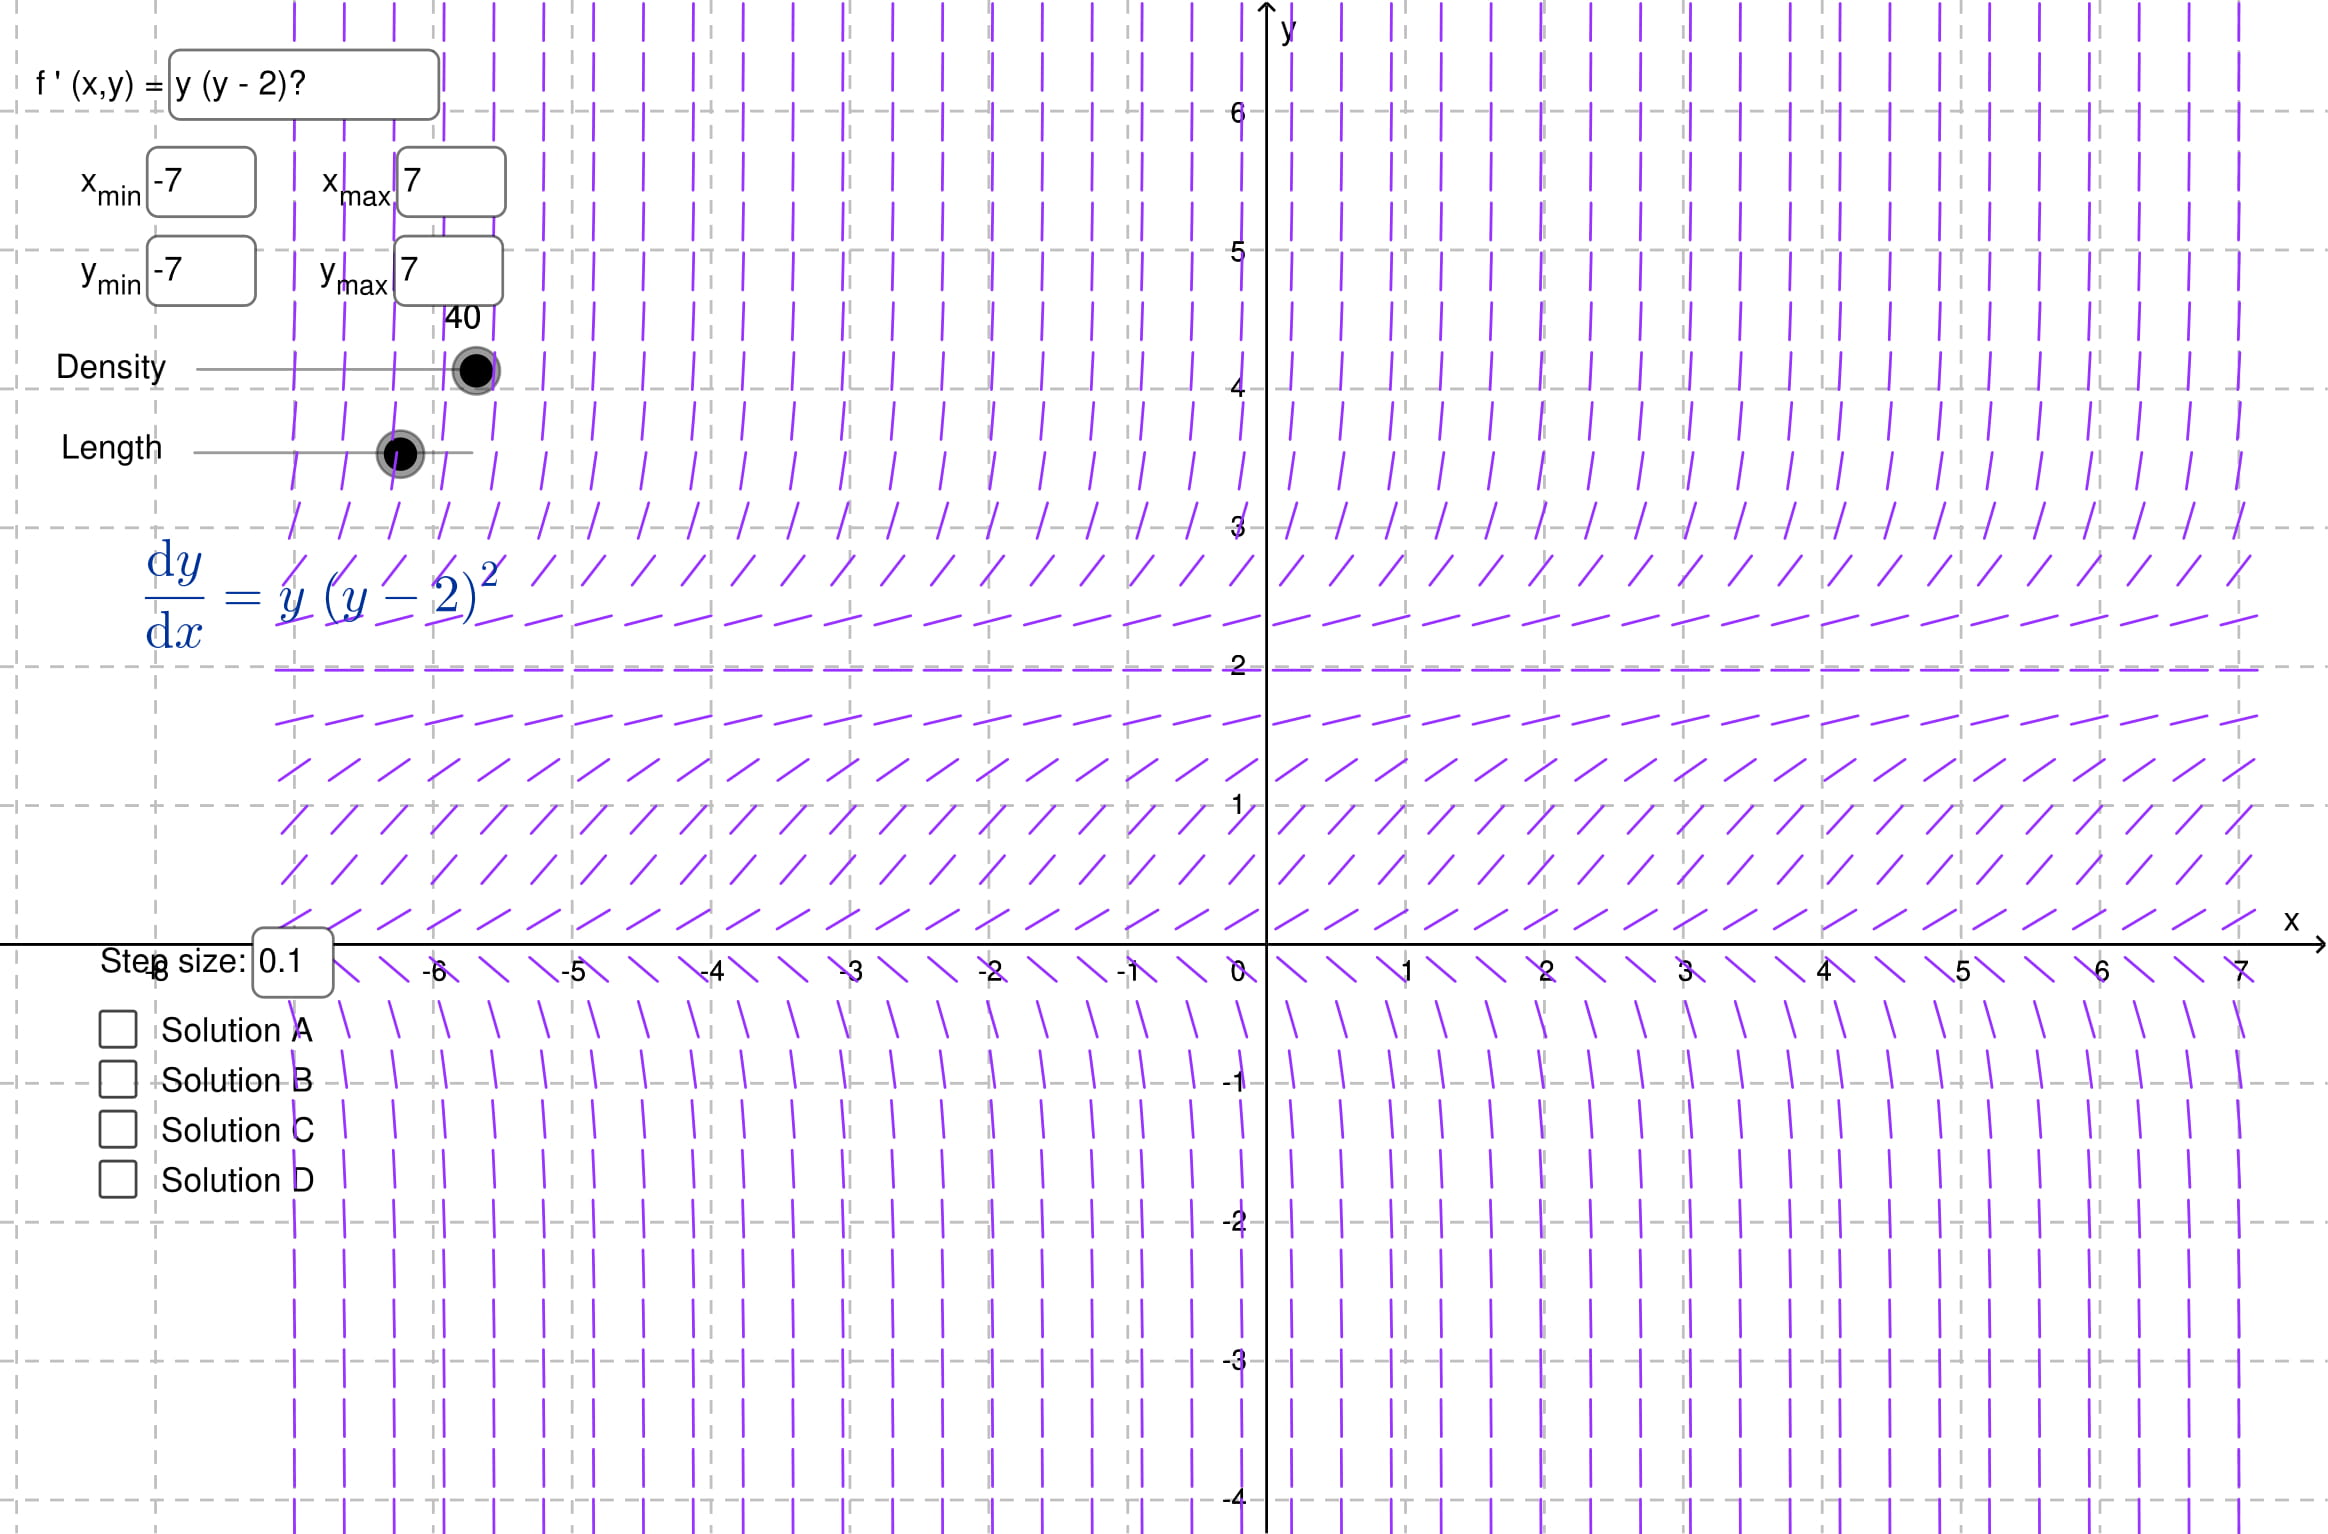 y
f ' (x,y) = y (y - 2)?
6
xmin -7 xmax 7
5
ymin -7 ymax 7
40
Density
4
Length
3
dy/dx = y (y − 2)²
2
1
x
Step size: 0.1
-8 -6 -5 -4 -3 -2 -1 0 1 2 3 4 5 6 7
Solution A
Solution B
-1
Solution C
Solution D
-2
-3
-4